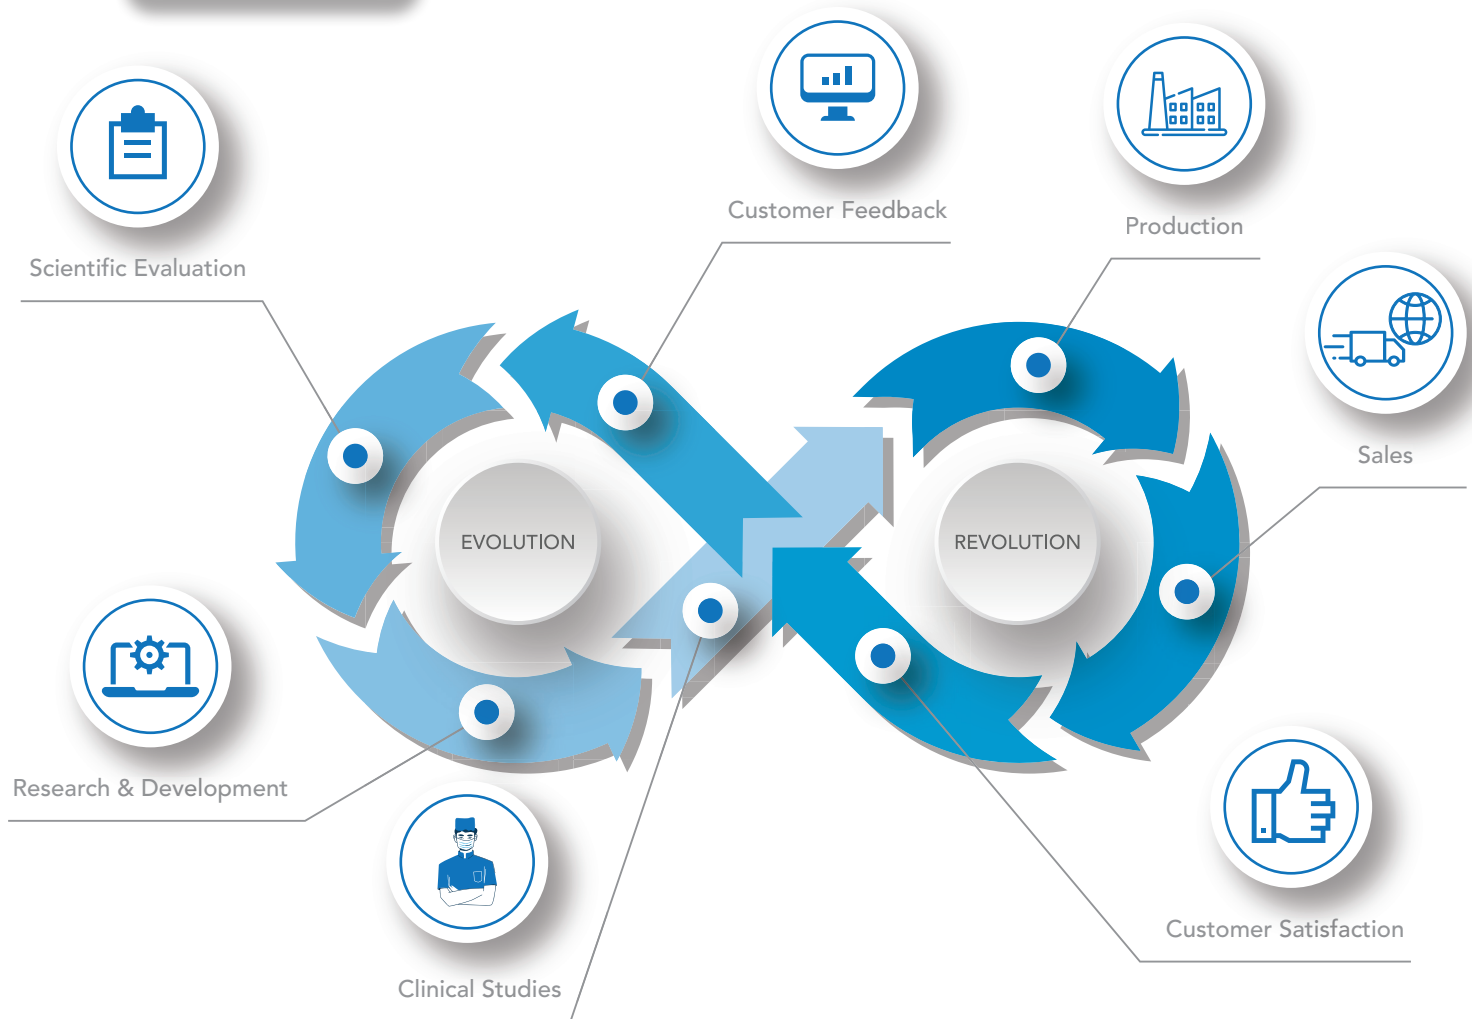 Customer Feedback
Production
Scientific Evaluation
Sales
EVOLUTION
REVOLUTION
Research & Development
Customer Satisfaction
Clinical Studies